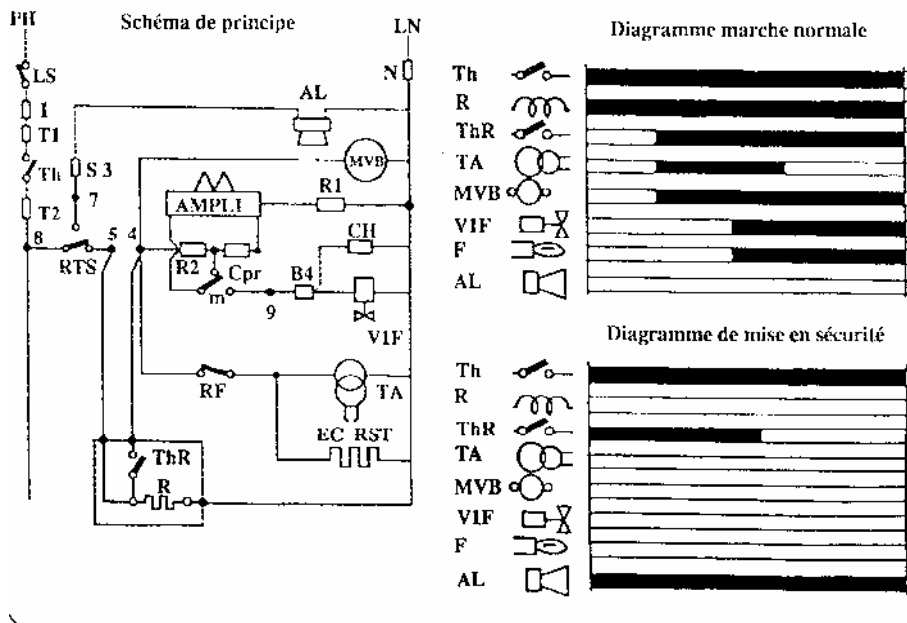 PH
Schéma de principe
LN
LS
N
1
AL
T1
Th
S 3
MVB
T2
7
AMPLI
R1
8
5
4
CH
RTS
R2
Cpr
B4
m
9
V1F
RF
TA
EC RST
ThR
R
Diagramme marche normale
Th
R
ThR
TA
MVB
V1F
F
AL
Diagramme de mise en sécurité
Th
R
ThR
TA
MVB
V1F
F
AL